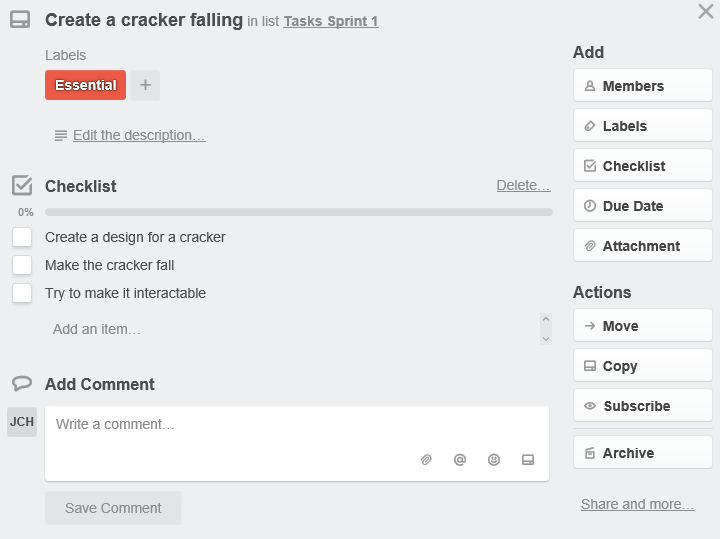 Create a cracker falling in list Tasks Sprint 1
Labels
Essential +
Edit the description…
Checklist Delete…
0%
Create a design for a cracker
Make the cracker fall
Try to make it interactable
Add an item…
Add Comment
JCH
Write a comment…
@
Save Comment
Add
Members
Labels
Checklist
Due Date
Attachment
Actions
Move
Copy
Subscribe
Archive
Share and more…